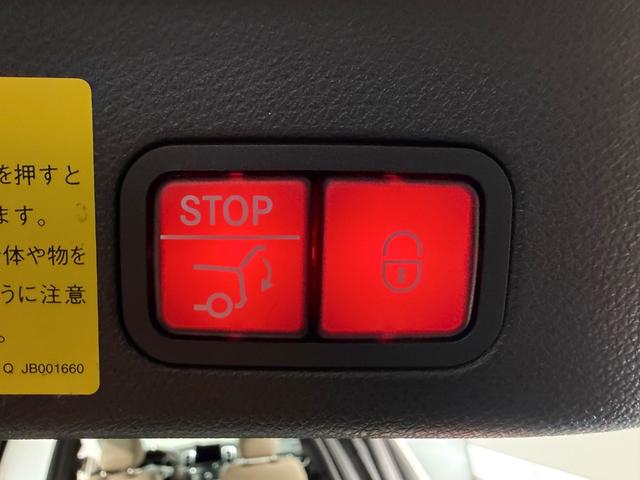 を押すと
ます。
体や物を
うに注意
。
Q JB001660
STOP